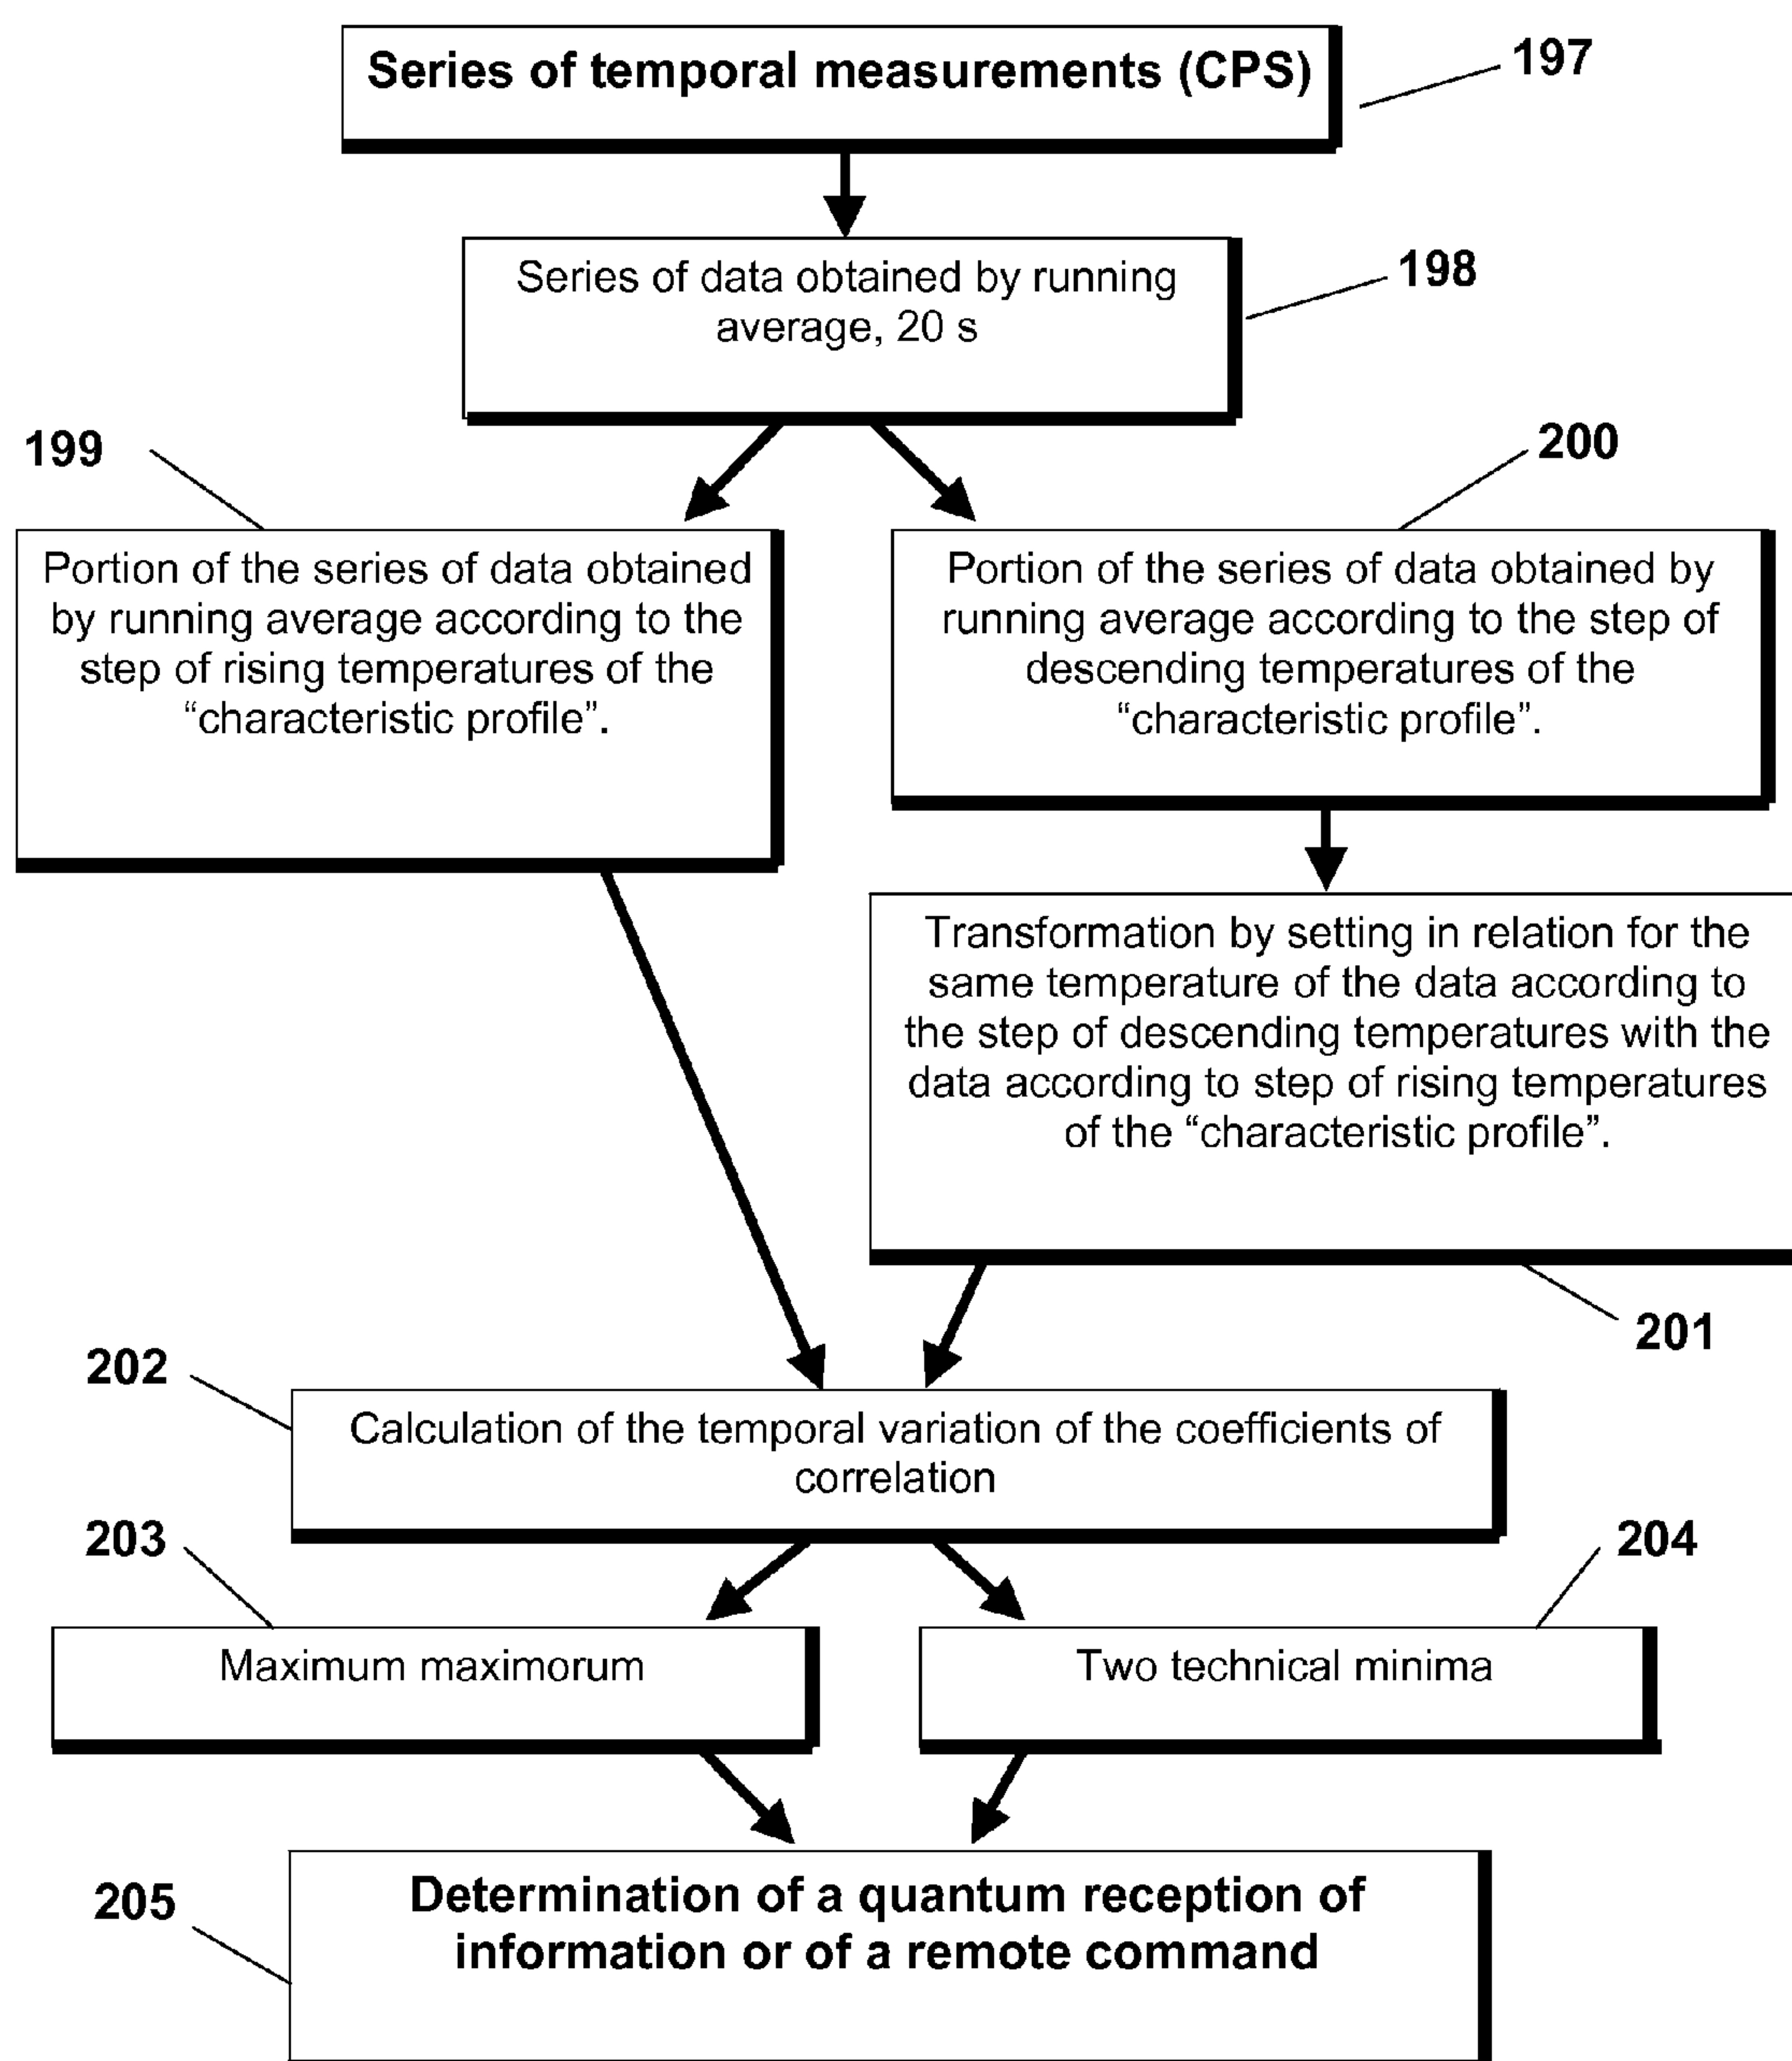 Series of temporal measurements (CPS)
197
Series of data obtained by running
average, 20 s
198
199
200
Portion of the series of data obtained
by running average according to the
step of rising temperatures of the
“characteristic profile”.
Portion of the series of data obtained by
running average according to the step of
descending temperatures of the
“characteristic profile”.
Transformation by setting in relation for the
same temperature of the data according to
the step of descending temperatures with the
data according to step of rising temperatures
of the “characteristic profile”.
201
202
Calculation of the temporal variation of the coefficients of
correlation
203
204
Maximum maximorum
Two technical minima
205
Determination of a quantum reception of
information or of a remote command